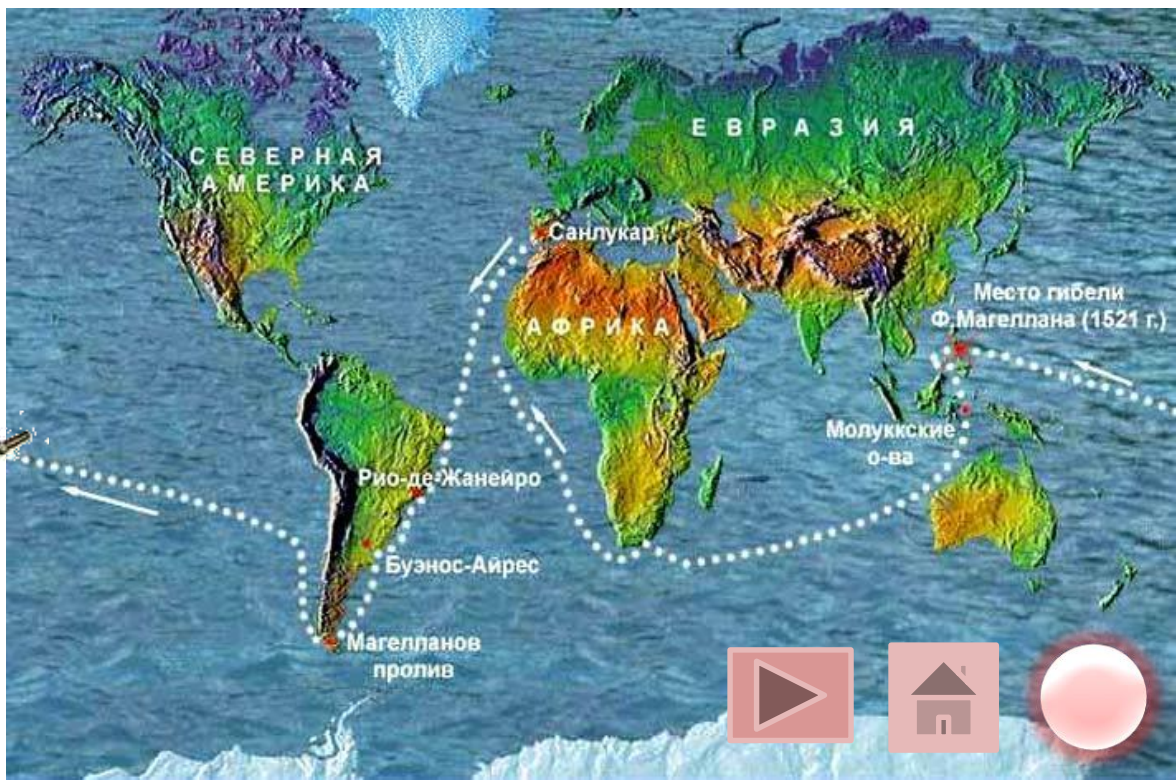 ЕВРАЗИЯ
СЕВЕРНАЯ
АМЕРИКА
Санлукар
Место гибели
Ф.Магеллана (1521 г.)
АФРИКА
Молуккские
о-ва
Рио-де-Жанейро
Буэнос-Айрес
Магелланов
пролив